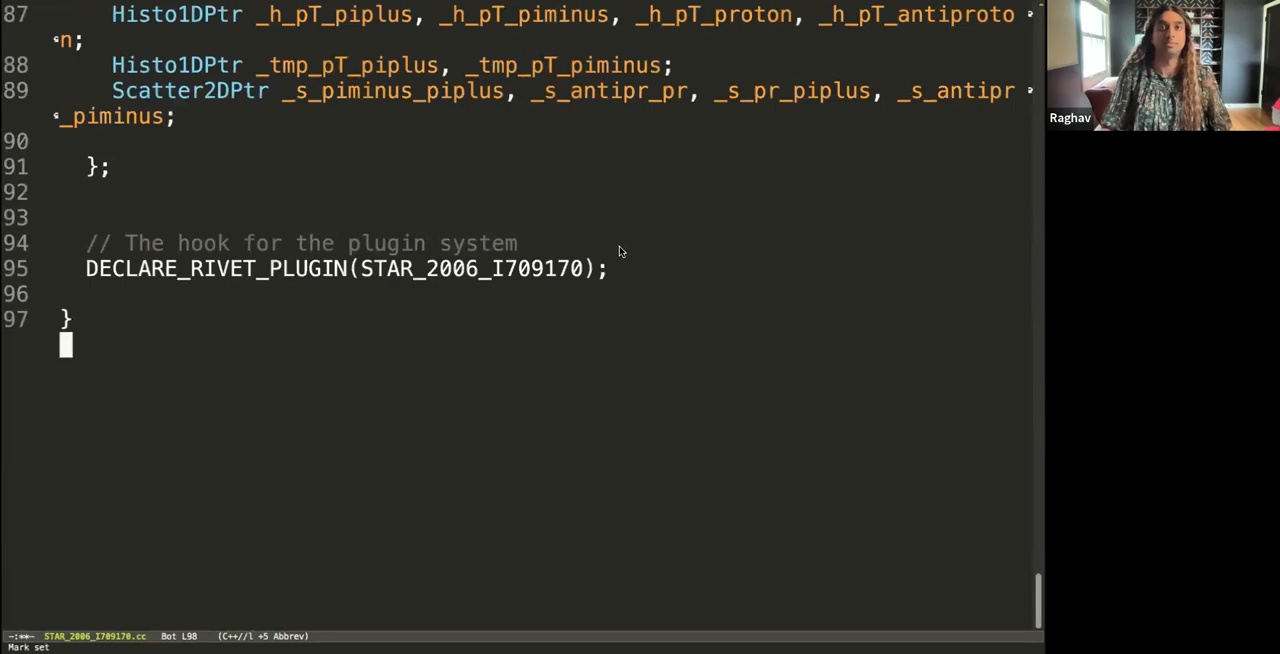 87 Histo1DPtr _h_pT_piplus, _h_pT_piminus, _h_pT_proton, _h_pT_antiproto
n;
88 Histo1DPtr _tmp_pT_piplus, _tmp_pT_piminus;
89 Scatter2DPtr _s_piminus_piplus, _s_antipr_pr, _s_pr_piplus, _s_antipr
_piminus;
90
91 };
92
93
94 // The hook for the plugin system
95 DECLARE_RIVET_PLUGIN(STAR_2006_I709170);
96
97 }
-:**- STAR_2006_I709170.cc Bot L98 (C++//l +5 Abbrev)
Mark set
Raghav